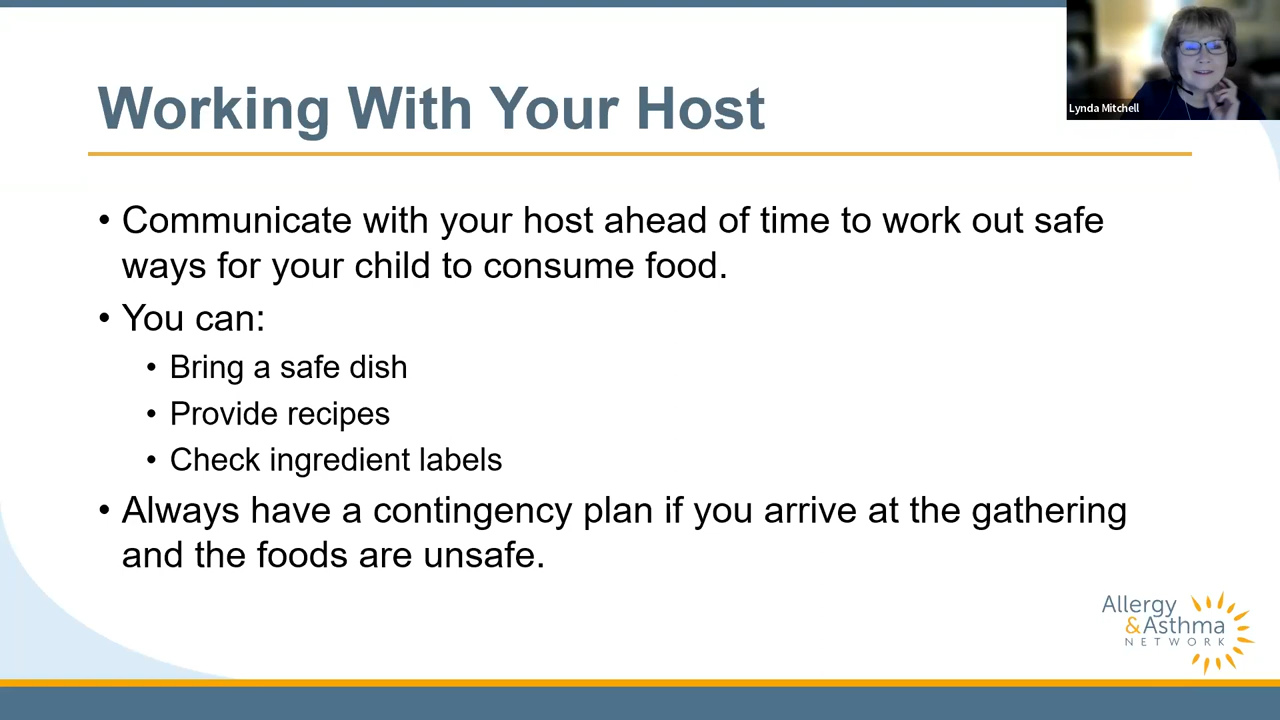 Working With Your Host
Lynda Mitchell
• Communicate with your host ahead of time to work out safe
ways for your child to consume food.
• You can:
• Bring a safe dish
• Provide recipes
• Check ingredient labels
• Always have a contingency plan if you arrive at the gathering
and the foods are unsafe.
Allergy
&Asthma
NETWORK